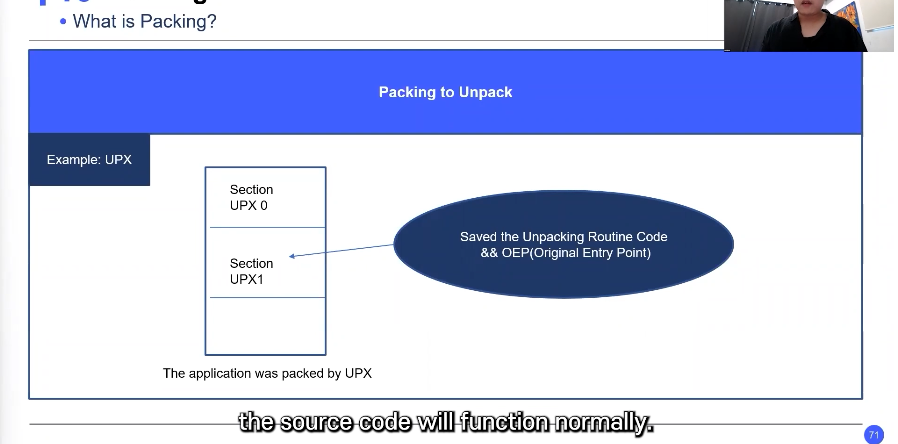 • What is Packing?
Packing to Unpack
Example: UPX
Section
UPX 0
Section
UPX1
Saved the Unpacking Routine Code
&& OEP(Original Entry Point)
The application was packed by UPX
the source code will function normally.
71